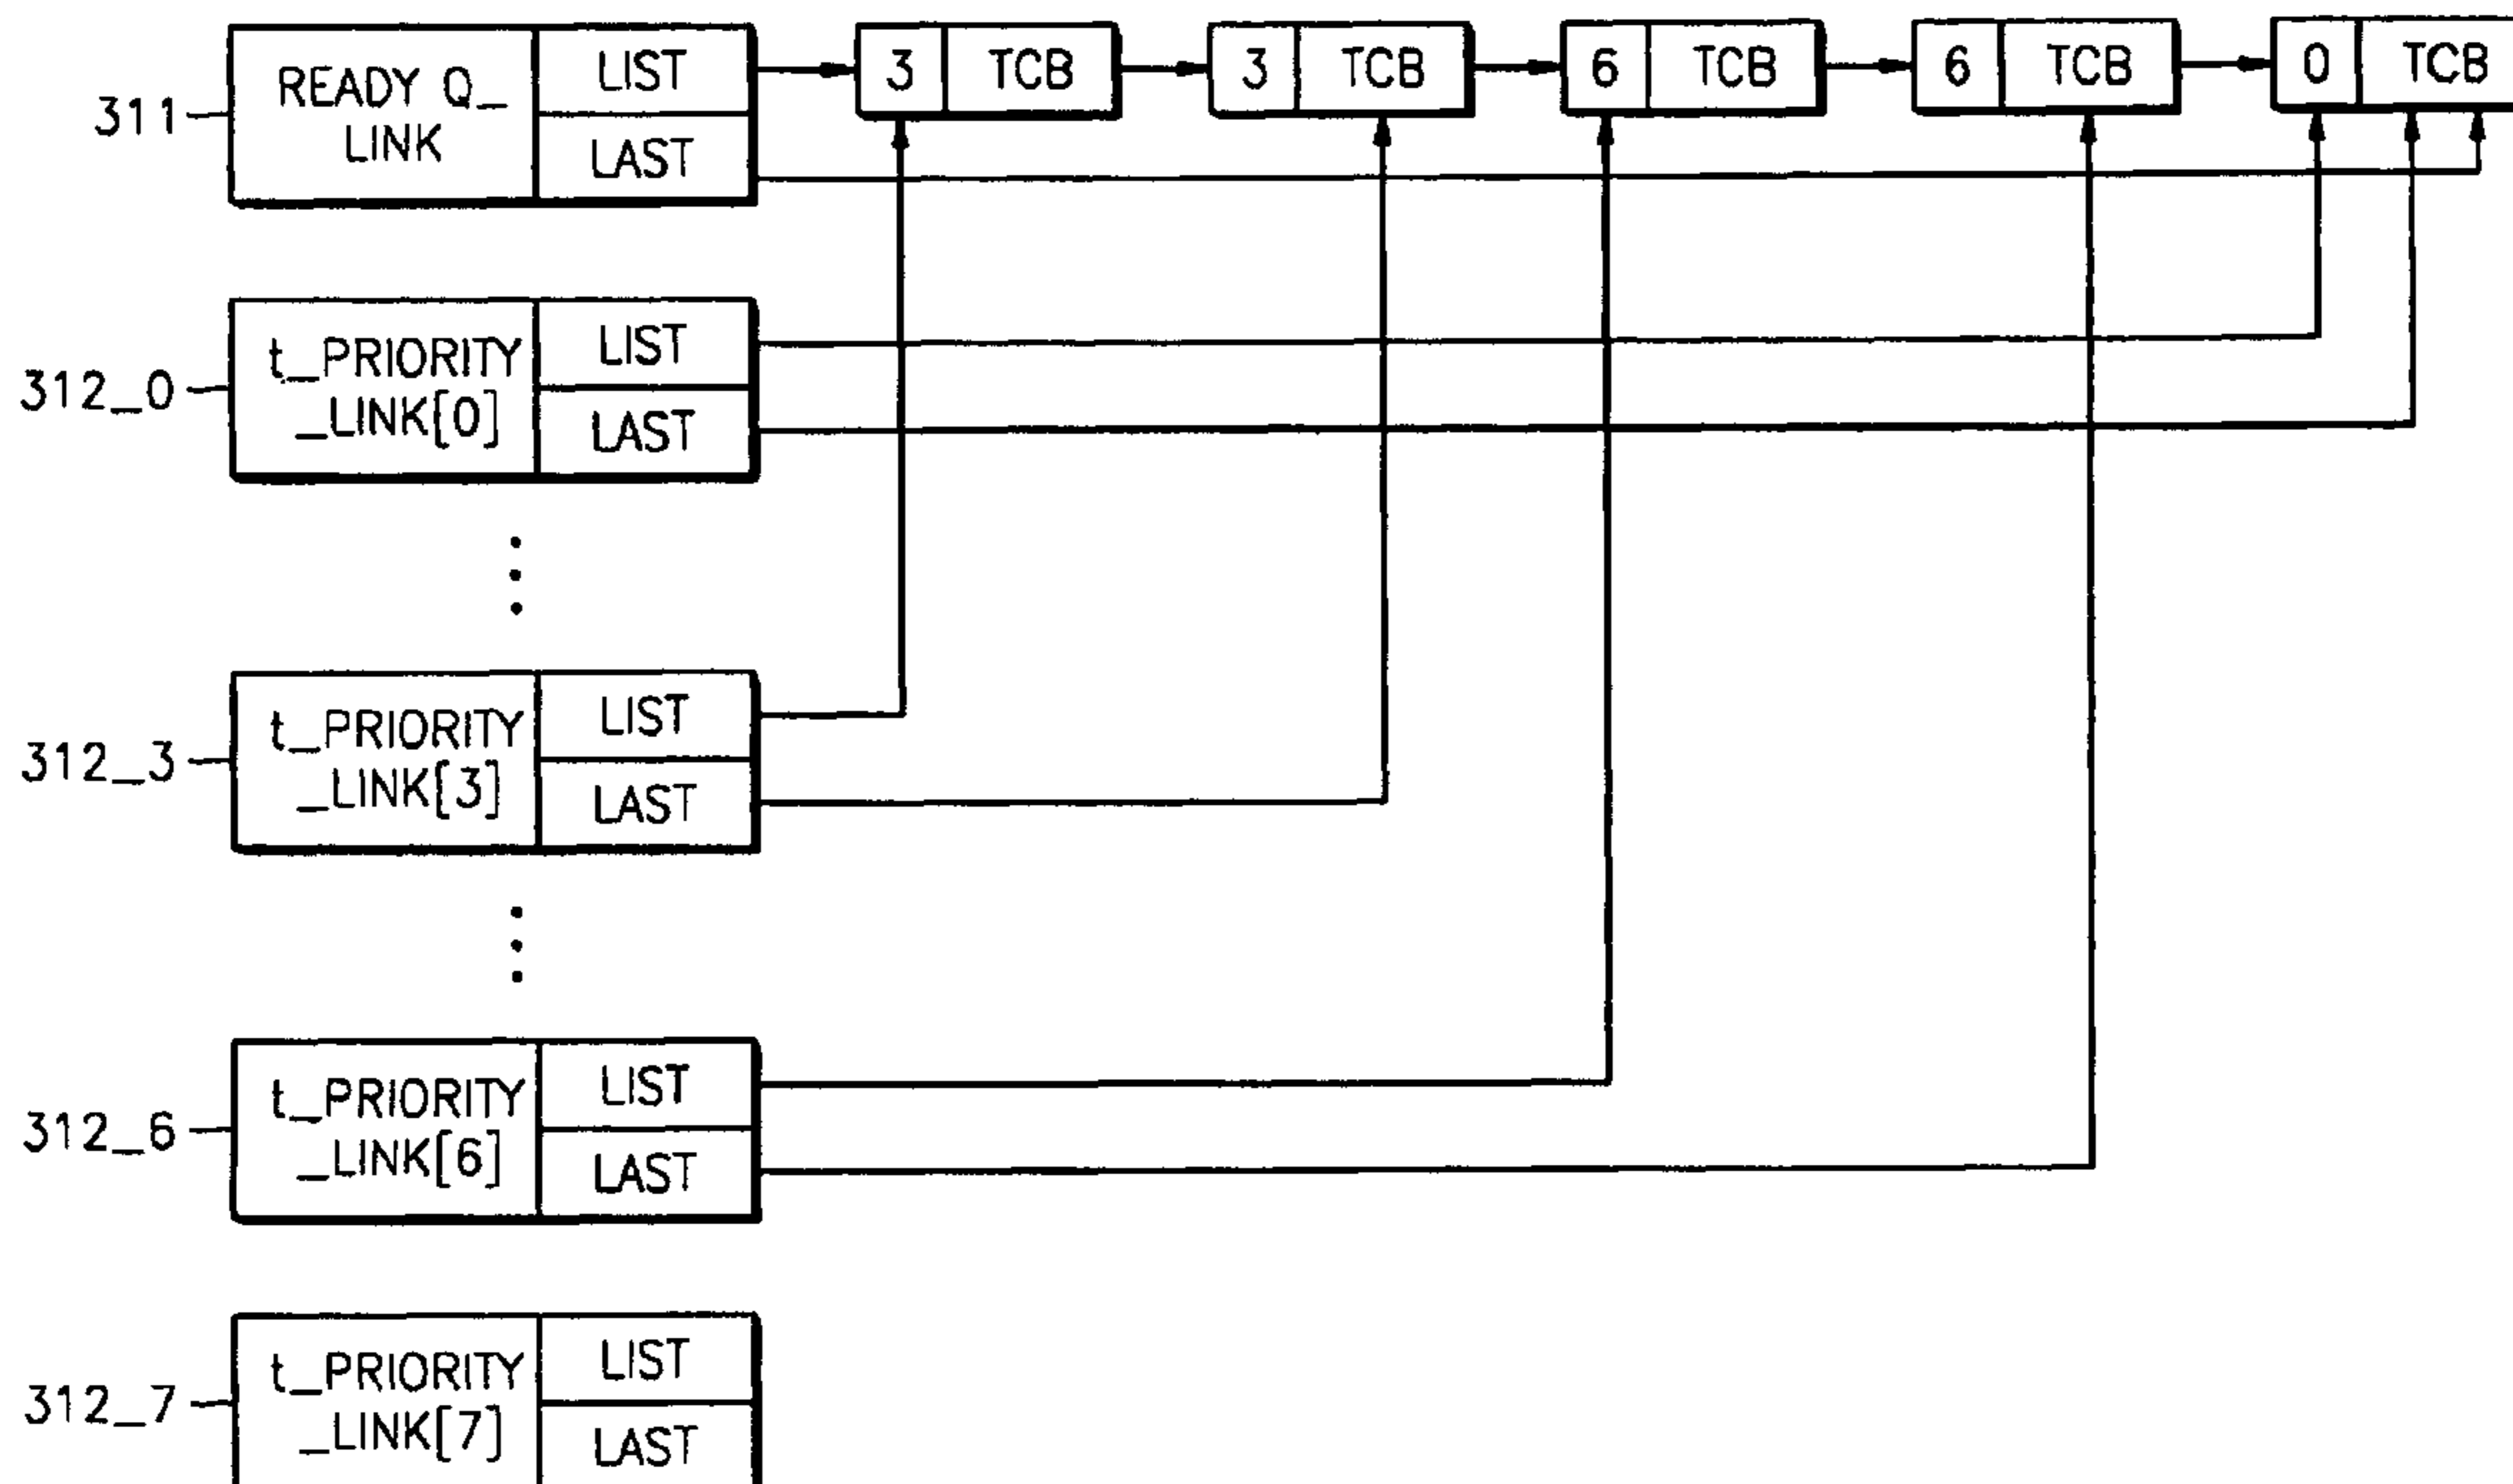 311
READY Q_
LINK
LIST
LAST
3 TCB
3 TCB
6 TCB
6 TCB
0 TCB
312_0
t_PRIORITY
_LINK[0]
LIST
LAST
312_3
t_PRIORITY
_LINK[3]
LIST
LAST
312_6
t_PRIORITY
_LINK[6]
LIST
LAST
312_7
t_PRIORITY
_LINK[7]
LIST
LAST